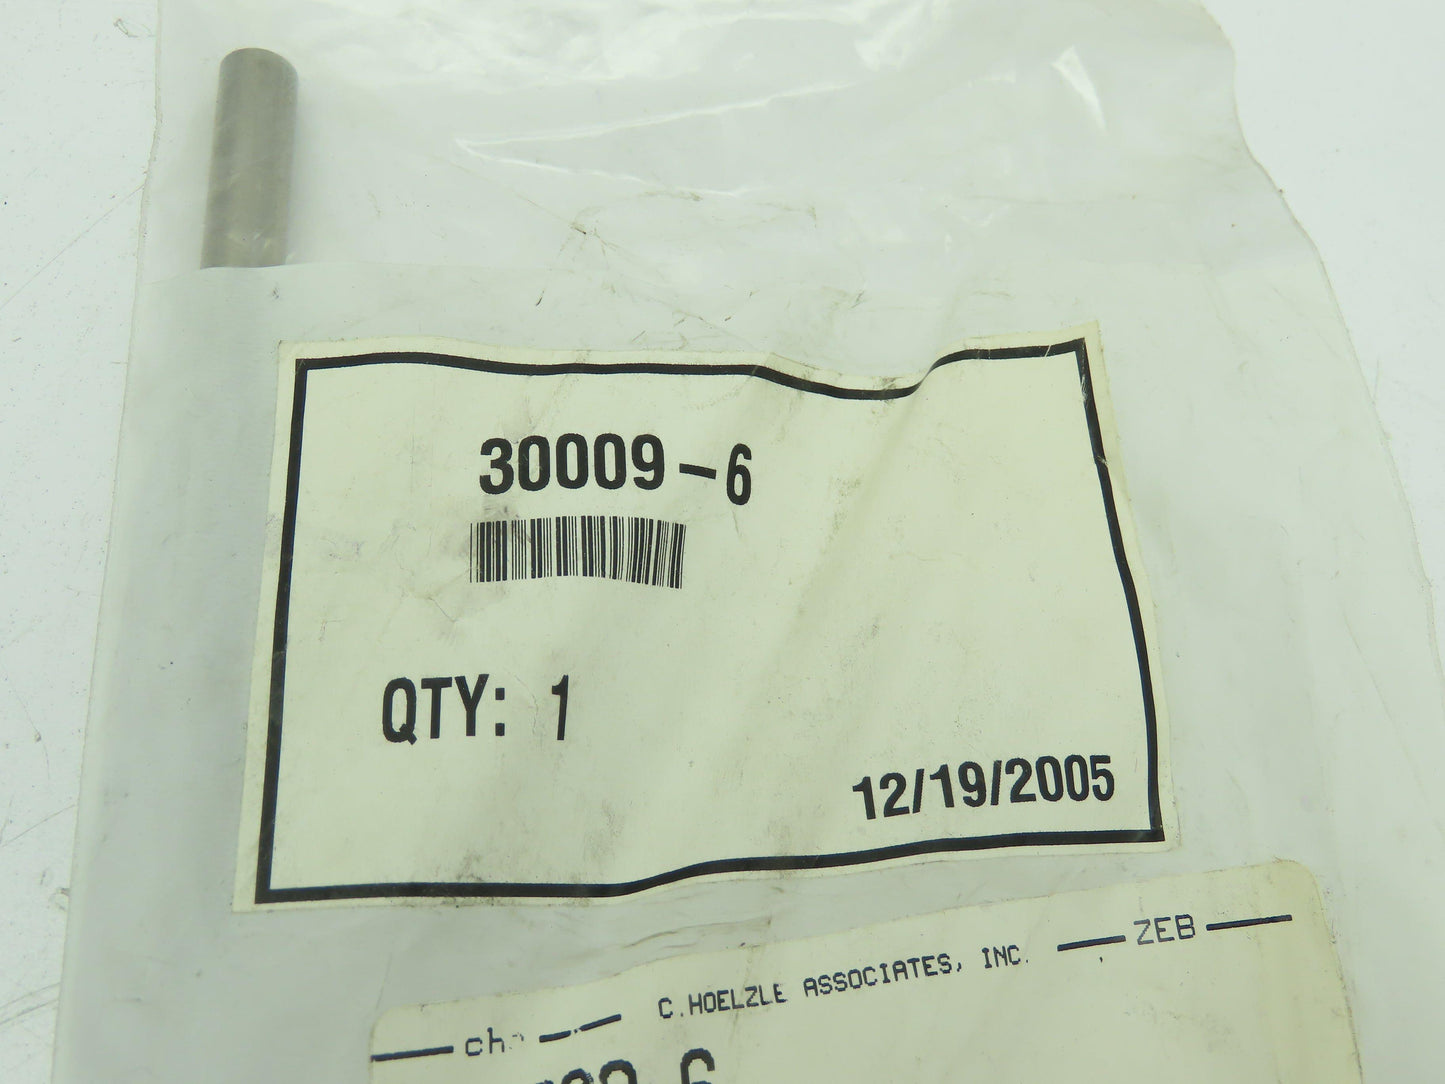 30009-6
QTY: 1
12/19/2005
C.HOELZLE ASSOCIATES, INC. ZEB